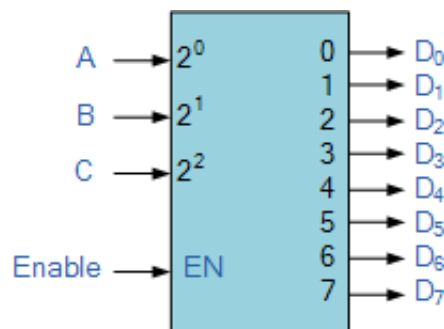 A 2⁰ 0 D₀
1 D₁
B 2¹ 2 D₂
3 D₃
C 2² 4 D₄
5 D₅
Enable EN 6 D₆
7 D₇